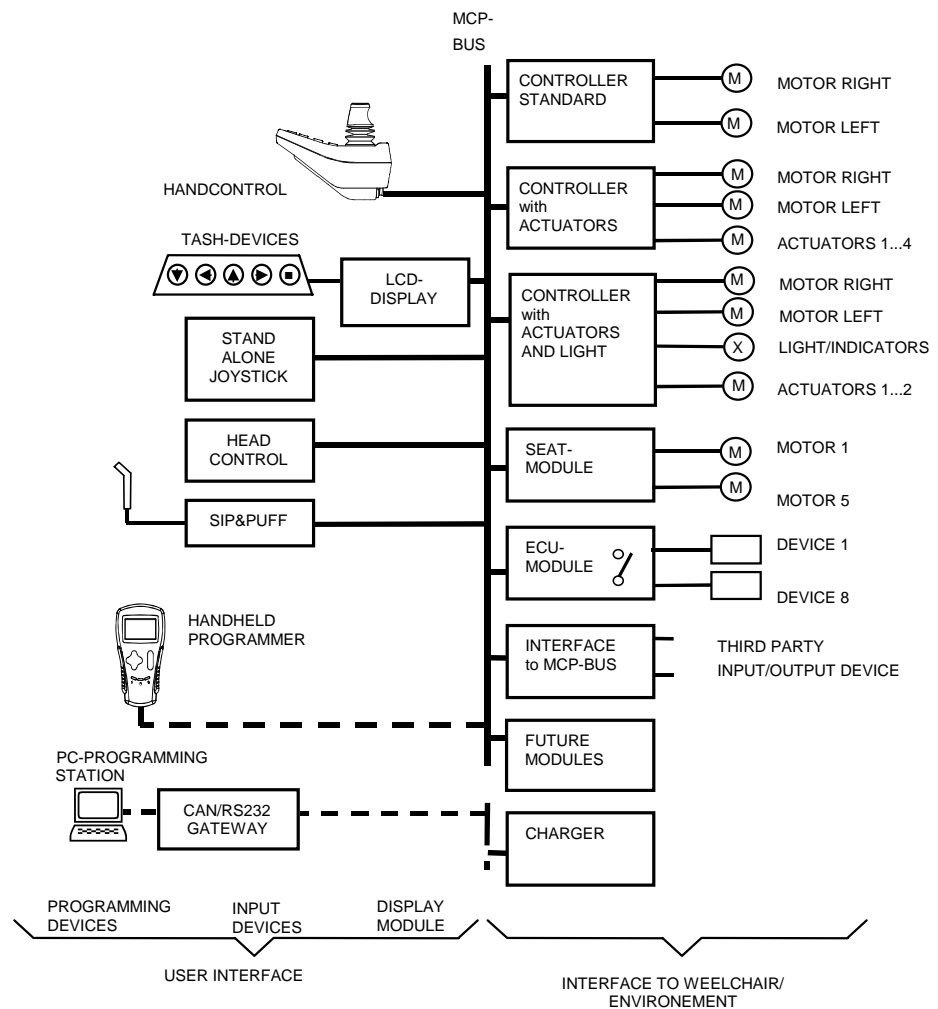 MCP-
BUS
CONTROLLER
STANDARD
M
MOTOR RIGHT
M
MOTOR LEFT
HANDCONTROL
CONTROLLER
with
ACTUATORS
M
MOTOR RIGHT
M
MOTOR LEFT
M
ACTUATORS 1...4
TASH-DEVICES
LCD-
DISPLAY
CONTROLLER
with
ACTUATORS
AND LIGHT
M
MOTOR RIGHT
M
MOTOR LEFT
X
LIGHT/INDICATORS
M
ACTUATORS 1...2
STAND
ALONE
JOYSTICK
HEAD
CONTROL
SEAT-
MODULE
M
MOTOR 1
M
MOTOR 5
SIP&PUFF
ECU-
MODULE
DEVICE 1
DEVICE 8
HANDHELD
PROGRAMMER
INTERFACE
to MCP-BUS
THIRD PARTY
INPUT/OUTPUT DEVICE
FUTURE
MODULES
PC-PROGRAMMING
STATION
CAN/RS232
GATEWAY
CHARGER
PROGRAMMING
DEVICES
INPUT
DEVICES
DISPLAY
MODULE
USER INTERFACE
INTERFACE TO WEELCHAIR/
ENVIRONEMENT